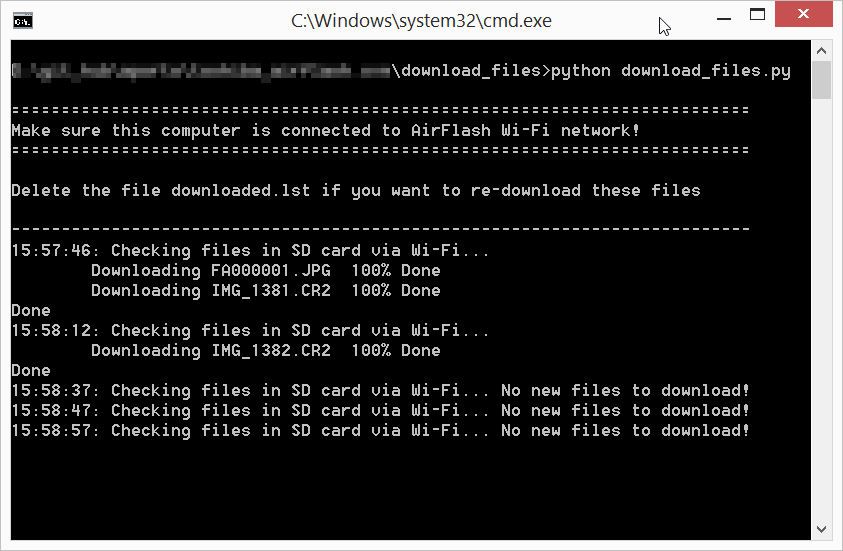 C:\Windows\system32\cmd.exe
\download_files>python download_files.py
===========================================================================
Make sure this computer is connected to AirFlash Wi-Fi network!
===========================================================================
Delete the file downloaded.lst if you want to re-download these files
---------------------------------------------------------------------------
15:57:46: Checking files in SD card via Wi-Fi...
Downloading FA000001.JPG  100% Done
Downloading IMG_1381.CR2  100% Done
Done
15:58:12: Checking files in SD card via Wi-Fi...
Downloading IMG_1382.CR2  100% Done
Done
15:58:37: Checking files in SD card via Wi-Fi... No new files to download!
15:58:47: Checking files in SD card via Wi-Fi... No new files to download!
15:58:57: Checking files in SD card via Wi-Fi... No new files to download!